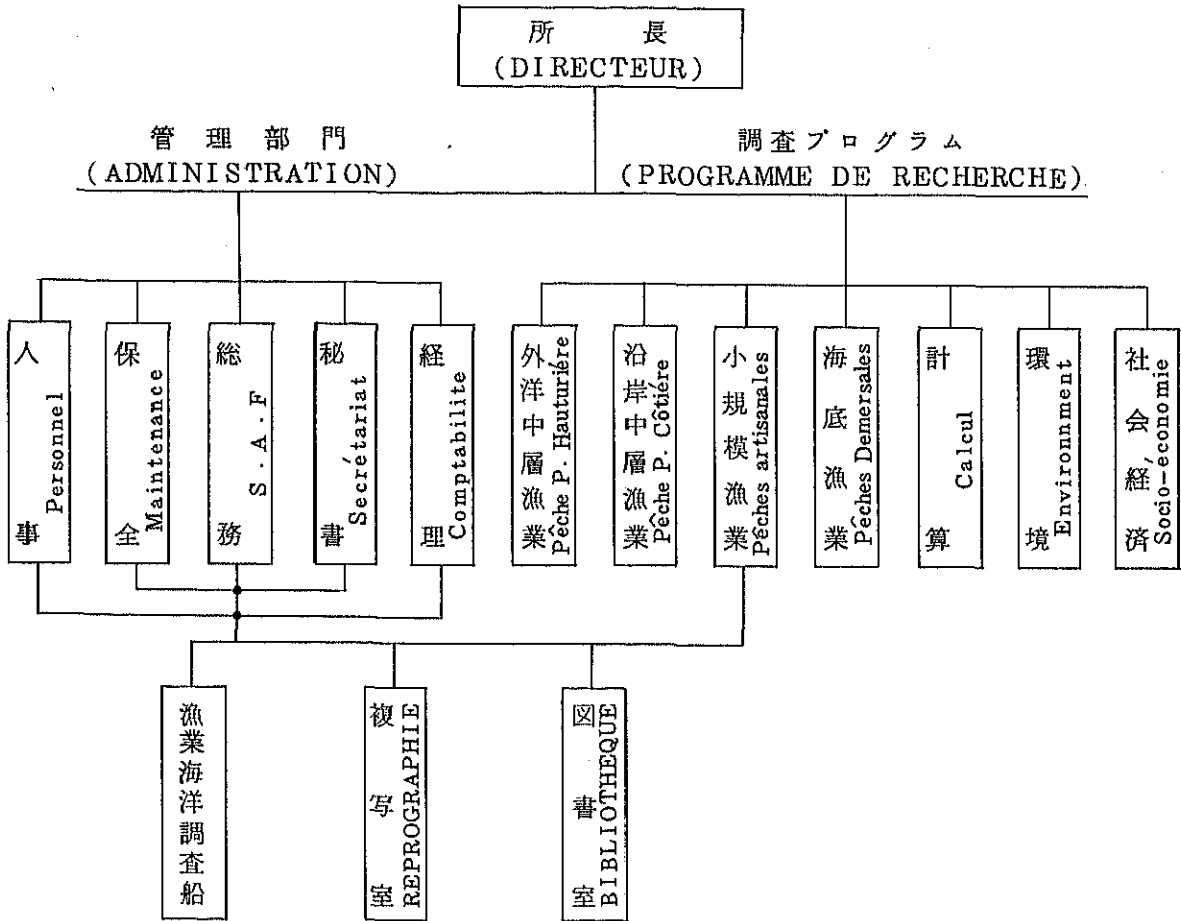 所長
(DIRECTEUR)
管理部門
(ADMINISTRATION)
調査プログラム
(PROGRAMME DE RECHERCHE)
人事
Personnel
保全
Maintenance
総務
S.A.F
秘書
Secrétariat
経理
Comptabilite
外洋中層漁業
Pêche P. Hauturiére
沿岸中層漁業
Pêche P. Côtiére
小規模漁業
Pêches artisanales
海底漁業
Pêches Demersales
計算
Calcul
環境
Environment
社会経済
Socio-économie
漁業海洋調査船
複写室
REPROGRAPHIE
図書室
BIBLIOTHEQUE